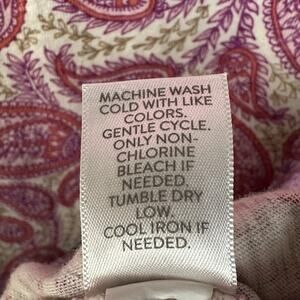 MACHINE WASH
COLD WITH LIKE
COLORS.
GENTLE CYCLE.
ONLY NON-
CHLORINE
BLEACH IF
NEEDED.
TUMBLE DRY
LOW.
COOL IRON IF
NEEDED.